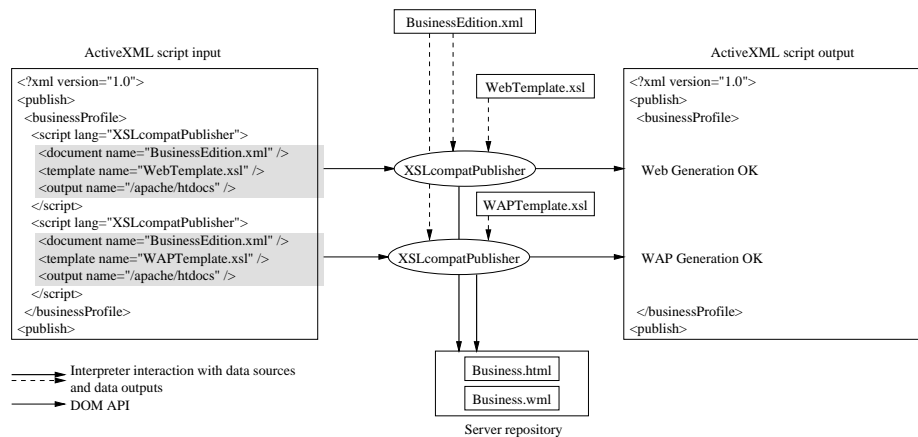 BusinessEdition.xml
ActiveXML script input
ActiveXML script output
<?xml version="1.0">
<publish>
<businessProfile>
<script lang="XSLcompatPublisher">
<document name="BusinessEdition.xml" />
<template name="WebTemplate.xsl" />
<output name="/apache/htdocs" />
</script>
<script lang="XSLcompatPublisher">
<document name="BusinessEdition.xml" />
<template name="WAPTemplate.xsl" />
<output name="/apache/htdocs" />
</script>
</businessProfile>
<publish>
WebTemplate.xsl
XSLcompatPublisher
WAPTemplate.xsl
XSLcompatPublisher
<?xml version="1.0">
<publish>
<businessProfile>
Web Generation OK
WAP Generation OK
</businessProfile>
<publish>
Interpreter interaction with data sources
and data outputs
DOM API
Business.html
Business.wml
Server repository